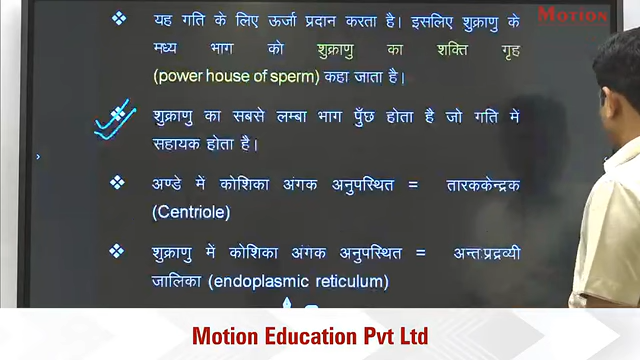 MOTION
❖ यह गति के लिए ऊर्जा प्रदान करता है। इसलिए शुक्राणु के
मध्य भाग को शुक्राणु का शक्ति गृह
(power house of sperm) कहा जाता है।
❖ शुक्राणु का सबसे लम्बा भाग पुँछ होता है जो गति में
सहायक होता है।
❖ अण्डे में कोशिका अंगक अनुपस्थित = तारककेन्द्रक
(Centriole)
❖ शुक्राणु में कोशिका अंगक अनुपस्थित = अन्तःप्रद्रव्यी
जालिका (endoplasmic reticulum)
Motion Education Pvt Ltd